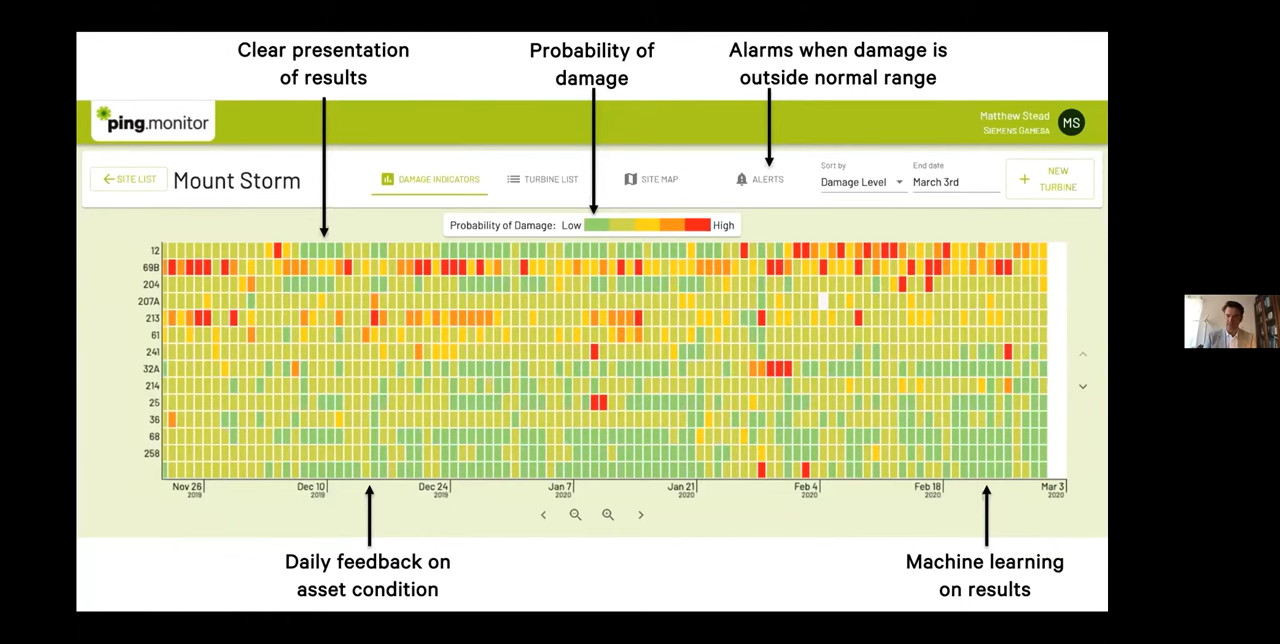 Clear presentation
of results
Probability of
damage
Alarms when damage is
outside normal range
ping.monitor
Matthew Stead
SIEMENS GAMESA
MS
SITE LIST
Mount Storm
DAMAGE INDICATORS
TURBINE LIST
SITE MAP
ALERTS
Sort by
Damage Level
End date
March 3rd
NEW
TURBINE
Probability of Damage: Low
High
12
69B
204
207A
213
61
241
32A
214
25
36
68
258
Nov 26
2019
Dec 10
2019
Dec 24
2019
Jan 7
2020
Jan 21
2020
Feb 4
2020
Feb 18
2020
Mar 3
2020
Daily feedback on
asset condition
Machine learning
on results